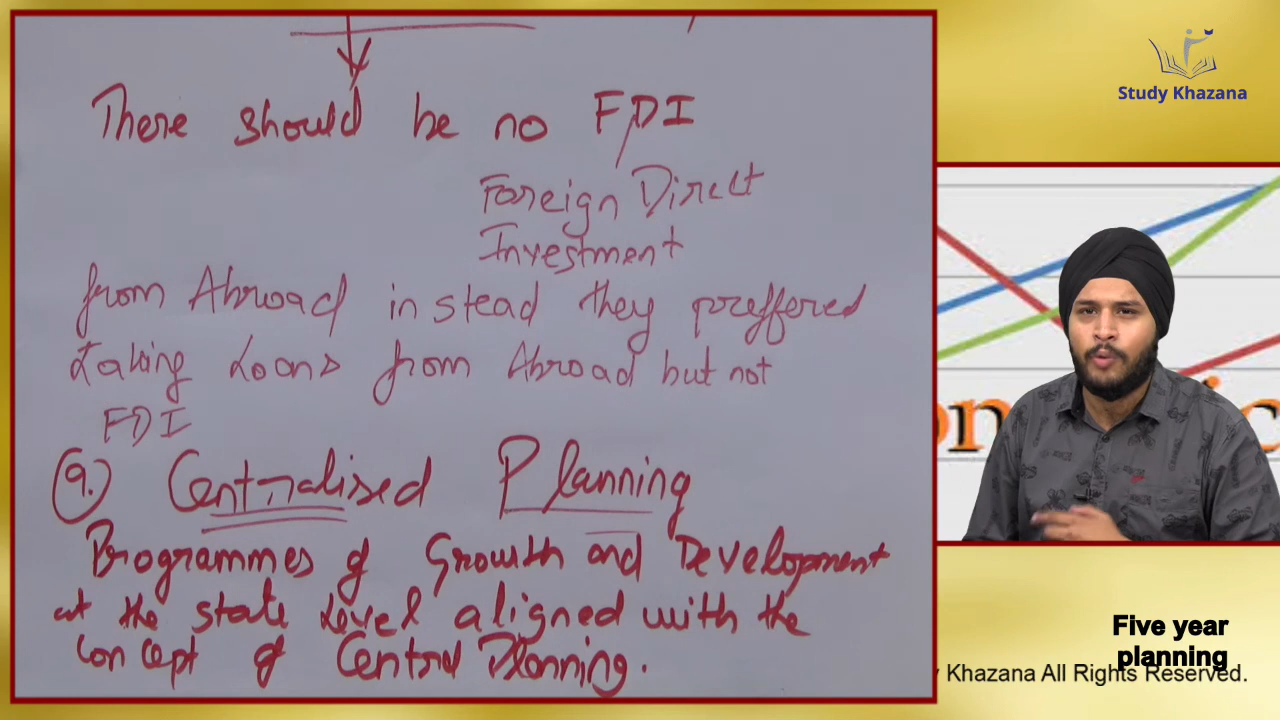 There should be no FDI
Foreign Direct
Investment
from Abroad instead they preffered
taking Loans from Abroad but not
FDI
9.) Centralised Planning
Programmes of Growth and Development
at the state Level aligned with the
concept of Central Planning.
Study Khazana
Five year
planning
Khazana All Rights Reserved.